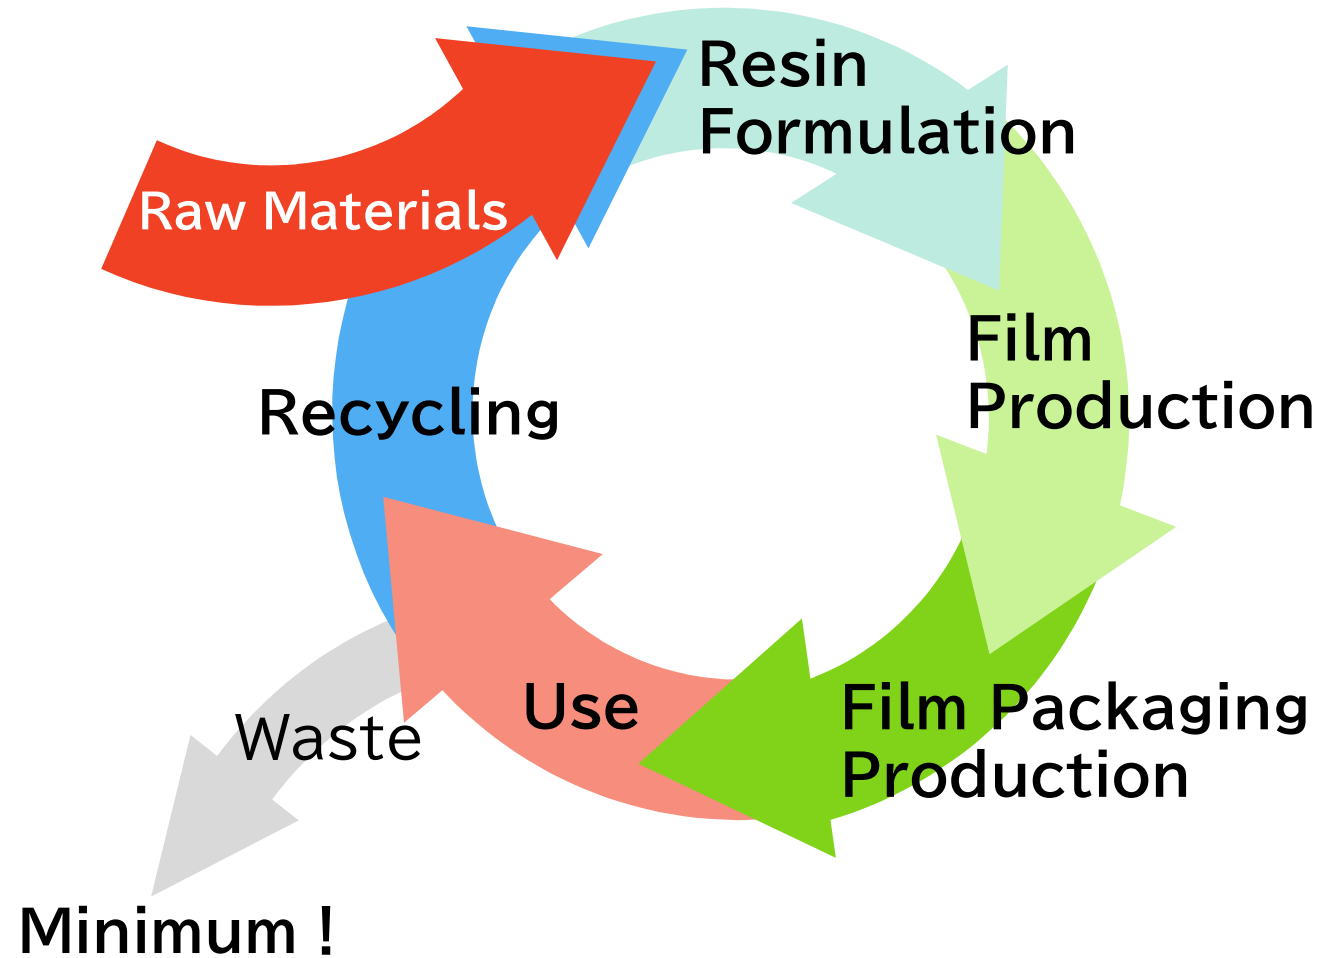 Resin
Formulation
Raw Materials
Film
Production
Recycling
Use
Film Packaging
Production
Waste
Minimum !